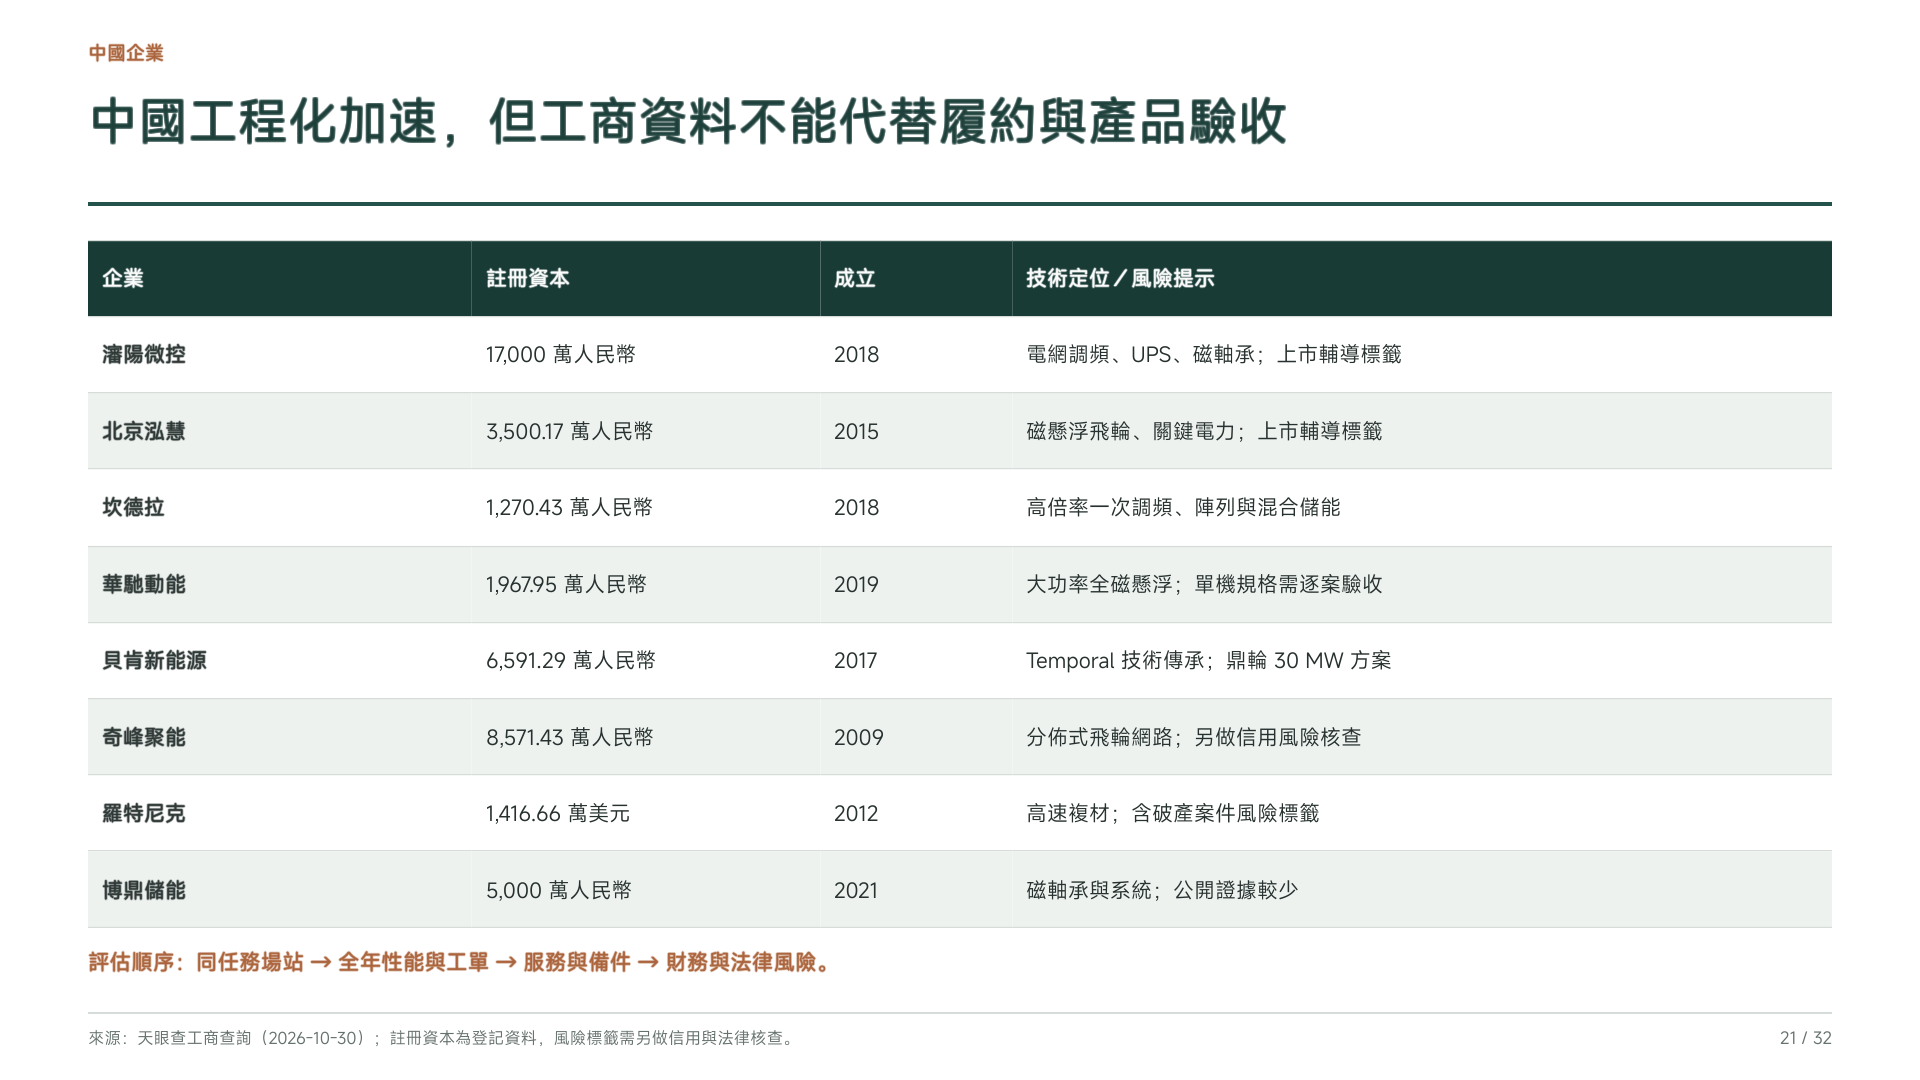 中國企業
中國工程化加速，但工商資料不能代替履約與產品驗收
企業 註冊資本 成立 技術定位／風險提示
瀋陽微控 17,000 萬人民幣 2018 電網調頻、UPS、磁軸承；上市輔導標籤
北京泓慧 3,500.17 萬人民幣 2015 磁懸浮飛輪、關鍵電力；上市輔導標籤
坎德拉 1,270.43 萬人民幣 2018 高倍率一次調頻、陣列與混合儲能
華馳動能 1,967.95 萬人民幣 2019 大功率全磁懸浮；單機規格需逐案驗收
貝肯新能源 6,591.29 萬人民幣 2017 Temporal 技術傳承；鼎輪 30 MW 方案
奇峰聚能 8,571.43 萬人民幣 2009 分佈式飛輪網路；另做信用風險核查
羅特尼克 1,416.66 萬美元 2012 高速複材；含破產案件風險標籤
博鼎儲能 5,000 萬人民幣 2021 磁軸承與系統；公開證據較少
評估順序：同任務場站 → 全年性能與工單 → 服務與備件 → 財務與法律風險。
來源：天眼查工商查詢（2026-10-30）；註冊資本為登記資料，風險標籤需另做信用與法律核查。
21 / 32